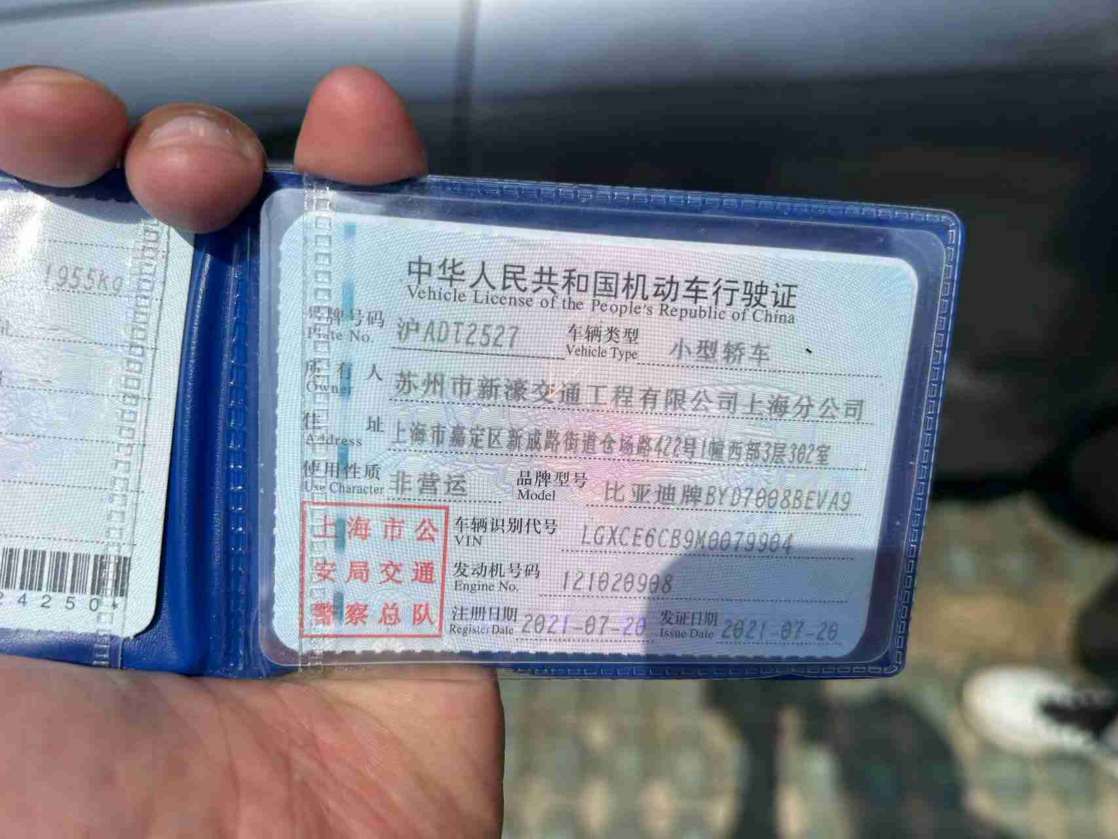 1955kg
24250*
中华人民共和国机动车行驶证
Vehicle License of the People's Republic of China
号牌号码 沪ADT2527 车辆类型 小型轿车
Plate No. Vehicle Type
所有人 苏州市新濠交通工程有限公司上海分公司
Owner
住址 上海市嘉定区新成路街道仓场路422号1幢西部3层302室
Address
使用性质 非营运 品牌型号 比亚迪牌BYD7008BEVA9
Use Character Model
上海市公
安局交通
警察总队
车辆识别代号 LGXCE6CB9M0079904
VIN
发动机号码 121020908
Engine No.
注册日期 2021-07-20 发证日期 2021-07-20
Register Date Issue Date